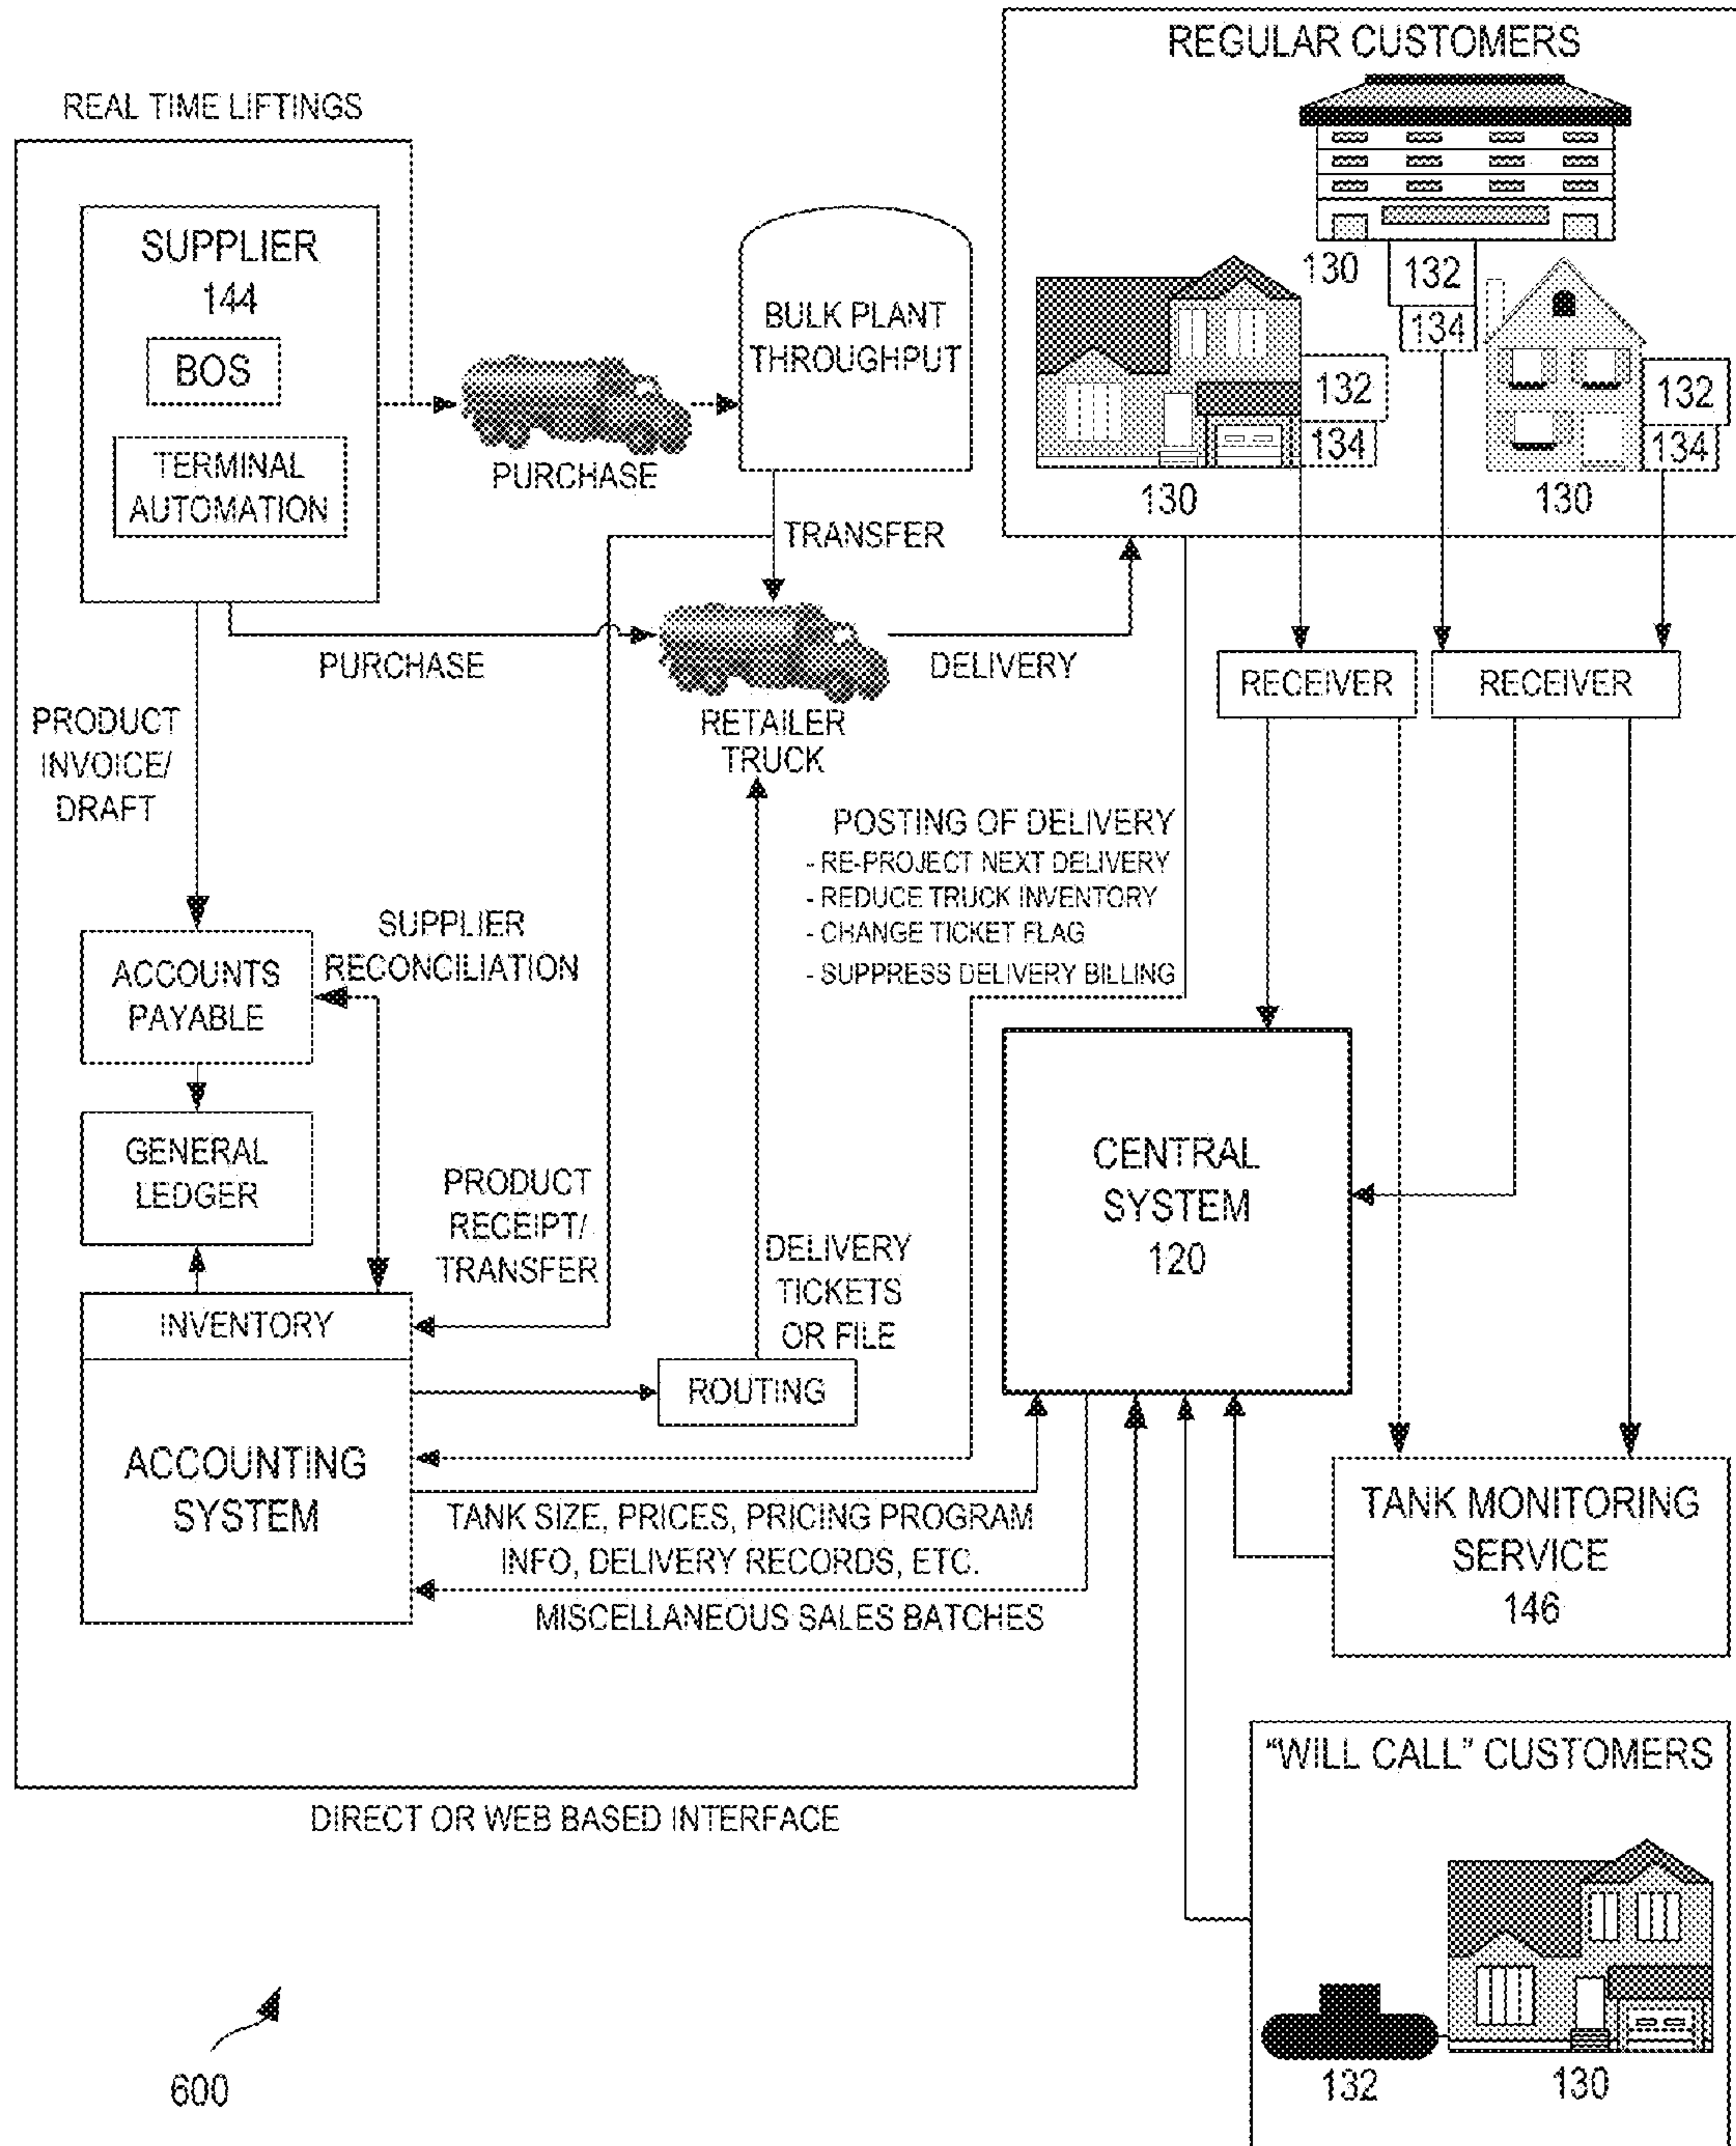 REAL TIME LIFTINGS
SUPPLIER
144
BOS
TERMINAL
AUTOMATION
PURCHASE
BULK PLANT
THROUGHPUT
REGULAR CUSTOMERS
130
132
134
132
134
130
132
134
130
TRANSFER
PURCHASE
RETAILER
TRUCK
DELIVERY
RECEIVER
RECEIVER
PRODUCT
INVOICE/
DRAFT
POSTING OF DELIVERY
- RE-PROJECT NEXT DELIVERY
- REDUCE TRUCK INVENTORY
- CHANGE TICKET FLAG
- SUPPRESS DELIVERY BILLING
ACCOUNTS
PAYABLE
SUPPLIER
RECONCILIATION
GENERAL
LEDGER
PRODUCT
RECEIPT/
TRANSFER
DELIVERY
TICKETS
OR FILE
CENTRAL
SYSTEM
120
INVENTORY
ROUTING
ACCOUNTING
SYSTEM
TANK SIZE, PRICES, PRICING PROGRAM
INFO, DELIVERY RECORDS, ETC.
MISCELLANEOUS SALES BATCHES
TANK MONITORING
SERVICE
146
DIRECT OR WEB BASED INTERFACE
"WILL CALL" CUSTOMERS
132
130
600